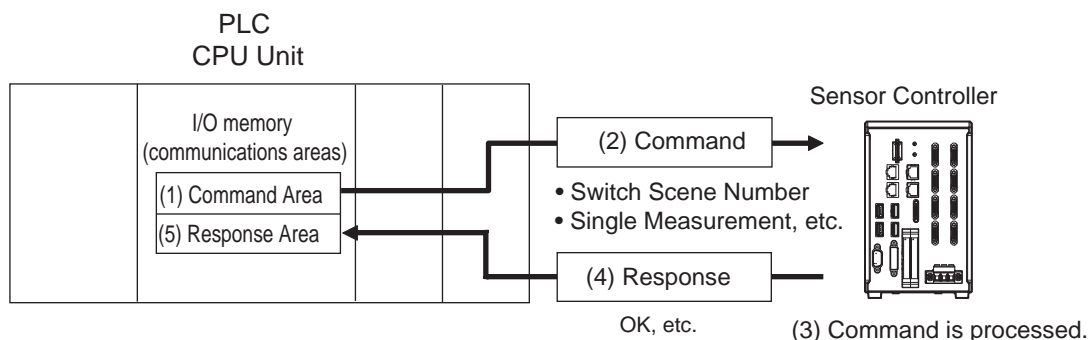 PLC
CPU Unit
I/O memory
(communications areas)
(1) Command Area
(5) Response Area
(2) Command
• Switch Scene Number
• Single Measurement, etc.
(4) Response
OK, etc.
Sensor Controller
(3) Command is processed.